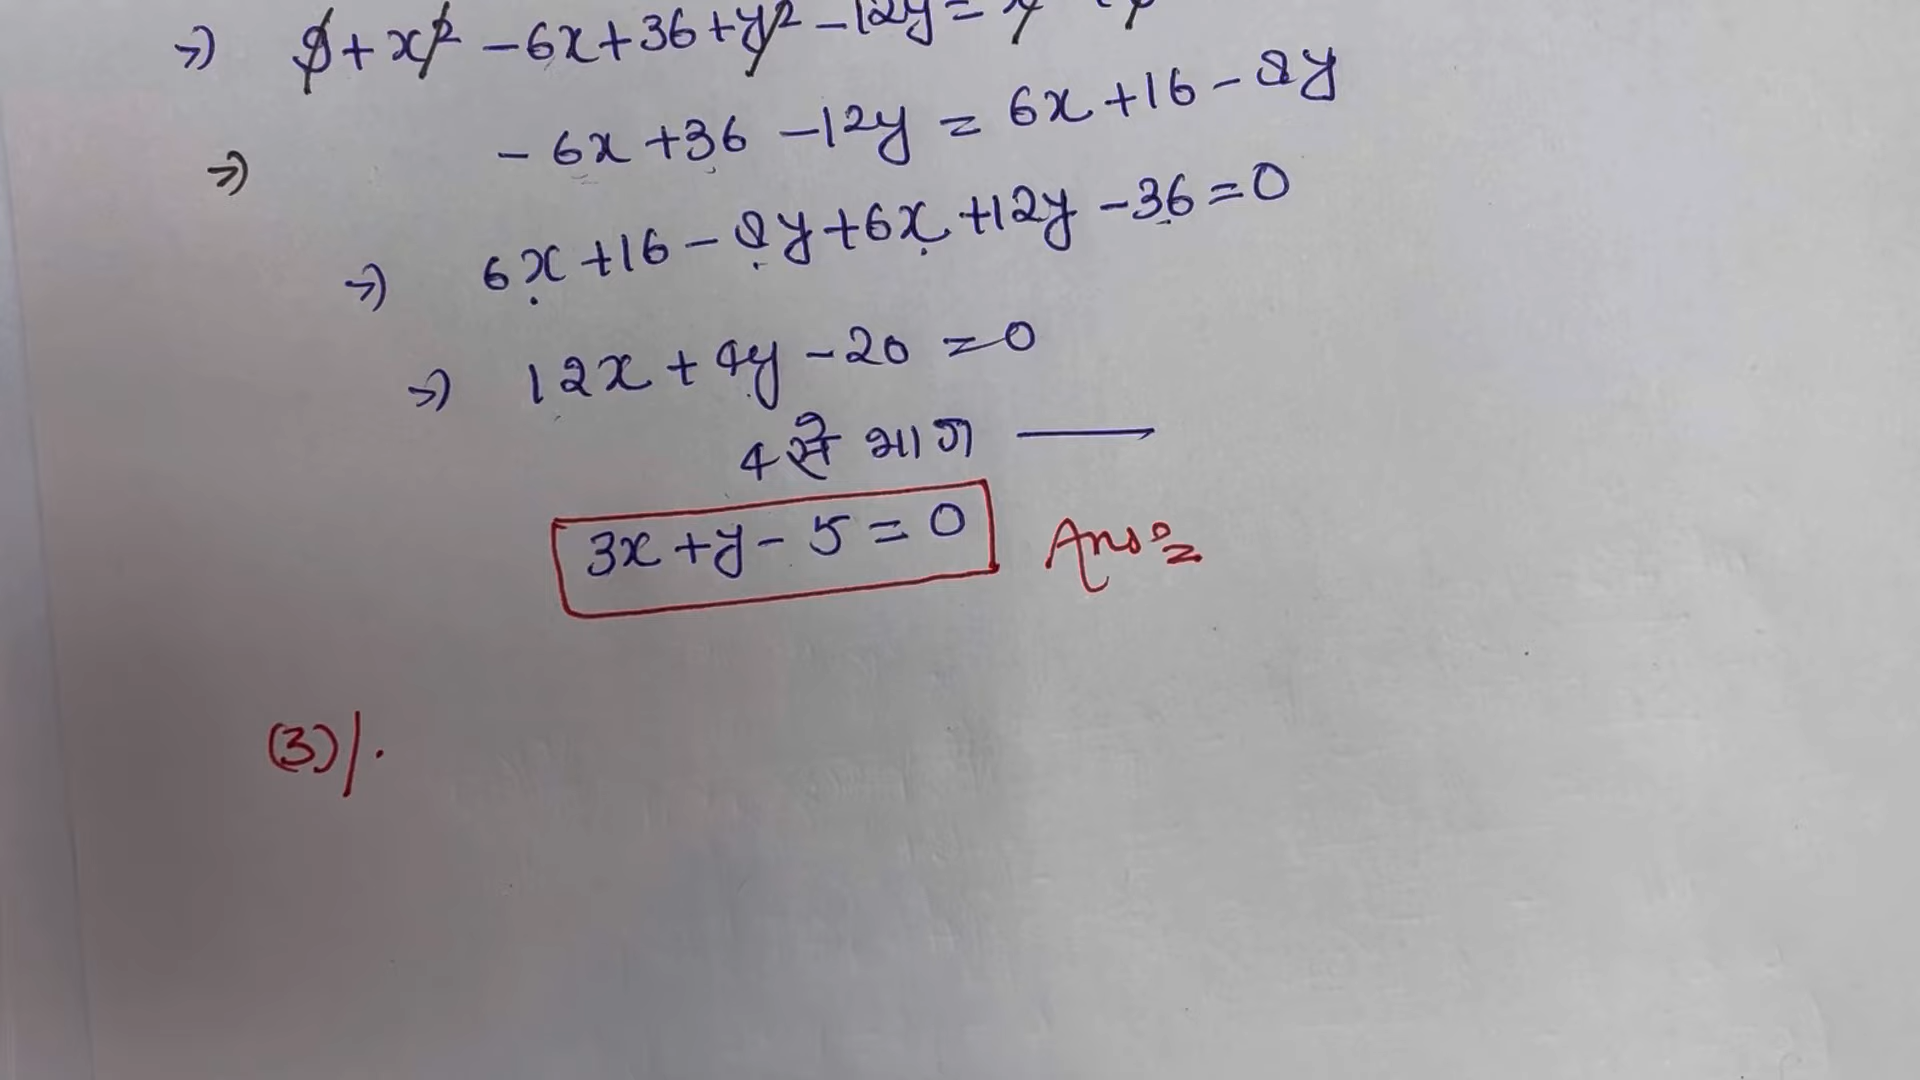 ⇒ 9+x² -6x+36+y² -12y =
⇒ -6x+36 -12y = 6x+16-8y
⇒ 6x+16-8y+6x+12y-36=0
⇒ 12x+4y-20=0
4 से भाग —
3x+y-5=0 Ans:
(3)/.